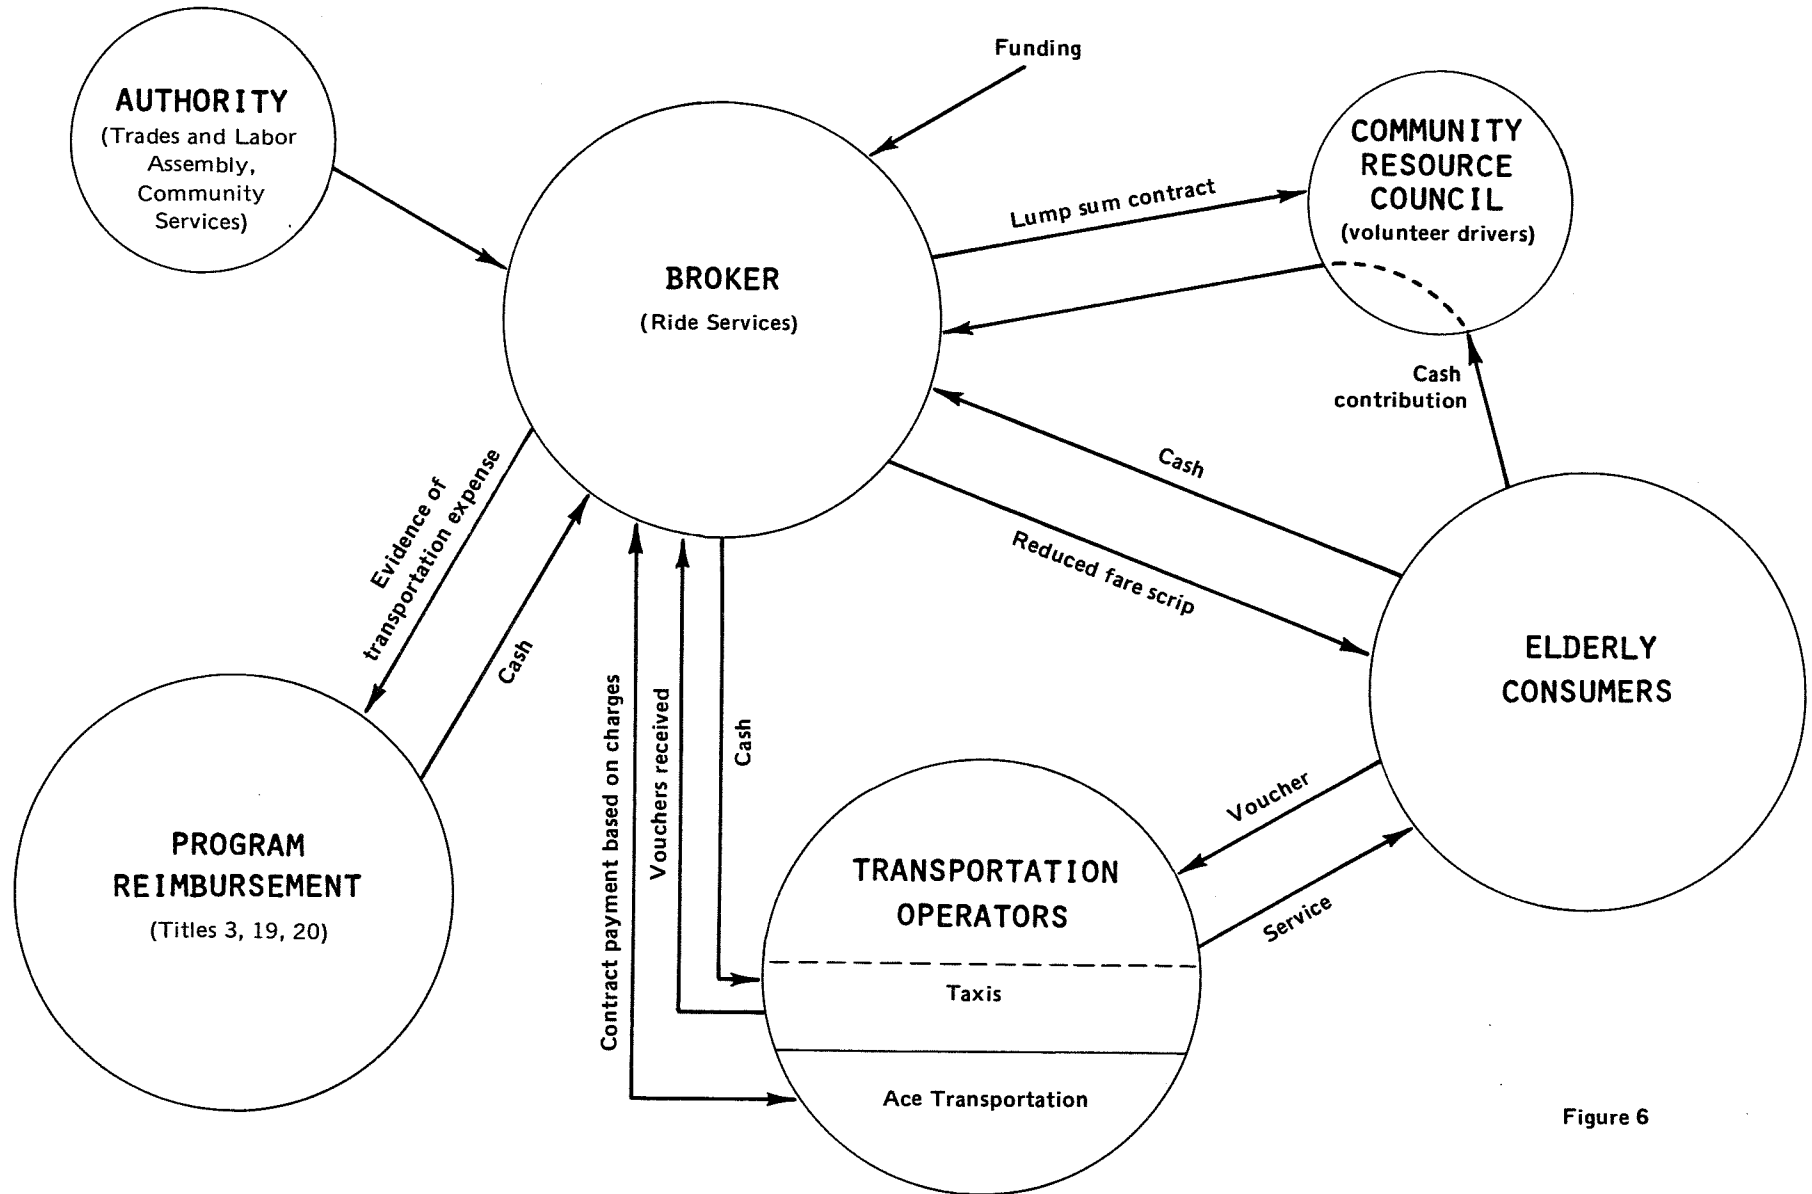 Funding
AUTHORITY
(Trades and Labor
Assembly,
Community
Services)
COMMUNITY
RESOURCE
COUNCIL
(volunteer drivers)
Lump sum contract
BROKER
(Ride Services)
Cash
contribution
Cash
Reduced fare scrip
Evidence of
transportation expense
Cash
ELDERLY
CONSUMERS
Contract payment based on charges
Vouchers received
Cash
Voucher
Service
PROGRAM
REIMBURSEMENT
(Titles 3, 19, 20)
TRANSPORTATION
OPERATORS
Taxis
Ace Transportation
Figure 6